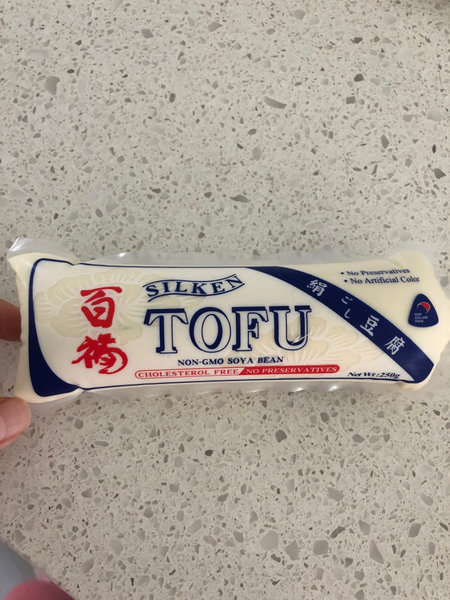 百福
SILKEN
TOFU
NON-GMO SOYA BEAN
CHOLESTEROL FREE NO PRESERVATIVES
絹ごし豆腐
• No Preservatives
• No Artificial Color
Net Wt: 250g